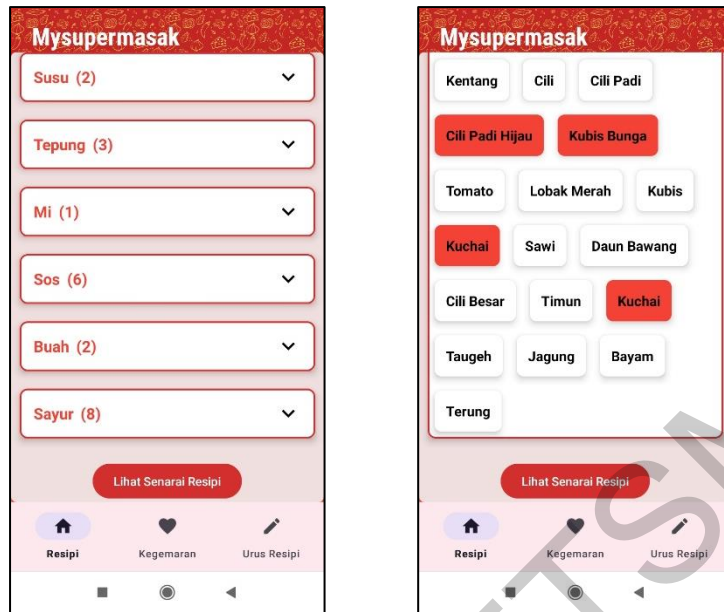 Mysupermasak
Susu (2)
Tepung (3)
Mi (1)
Sos (6)
Buah (2)
Sayur (8)
Lihat Senarai Resipi
Resipi Kegemaran Urus Resipi
Mysupermasak
Kentang Cili Cili Padi
Cili Padi Hijau Kubis Bunga
Tomato Lobak Merah Kubis
Kuchai Sawi Daun Bawang
Cili Besar Timun Kuchai
Taugeh Jagung Bayam
Terung
Lihat Senarai Resipi
Resipi Kegemaran Urus Resipi